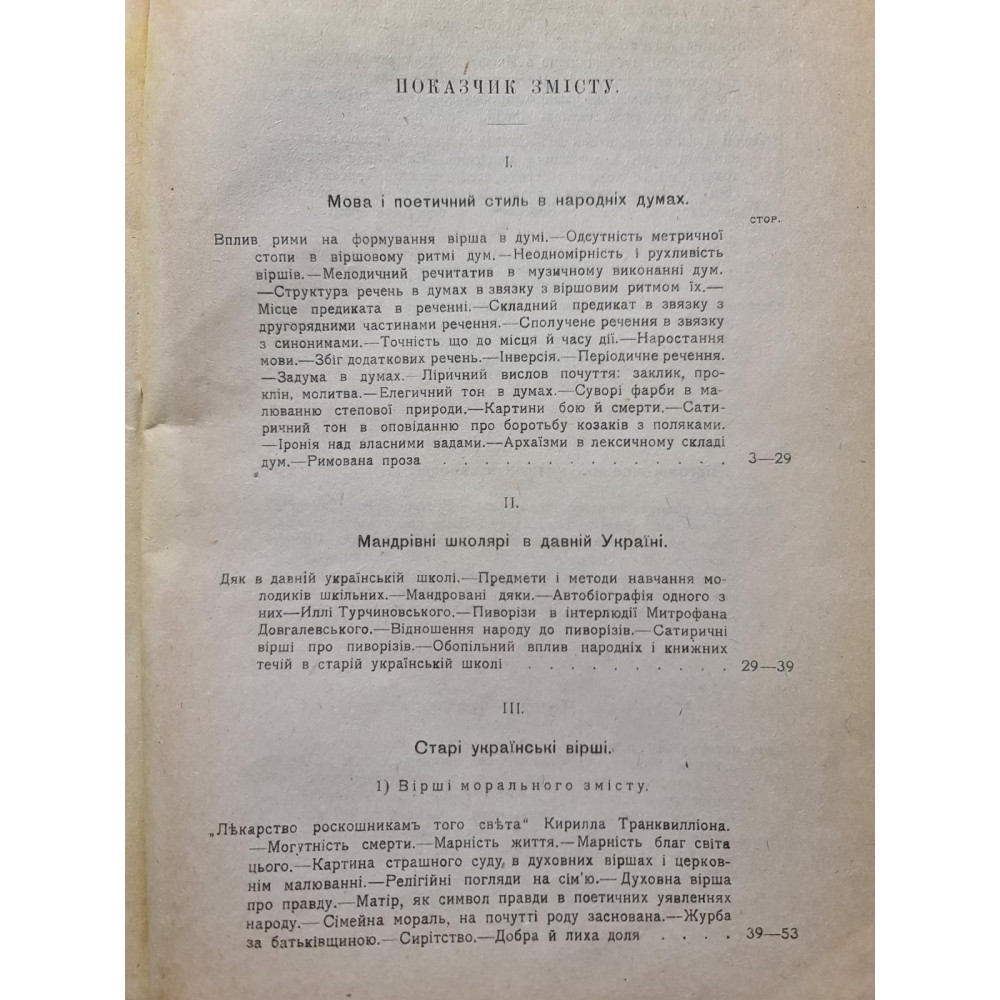 ПОКАЗЧИК ЗМІСТУ.
I.
Мова і поетичний стиль в народніх думах.
СТОР.
Вплив рими на формування вірша в думі.—Одсутність метричної
стопи в віршовому ритмі дум.—Неодномірність і рухливість
віршів.—Мелодичний речитатив в музичному виконанні дум.
—Структура речень в думах в звязку з віршовим ритмом їх.—
Місце предиката в реченні.—Складний предикат в звязку з
другорядними частинами речення.—Сполучене речення в звязку
з синонимами.—Точність що до місця й часу дії.—Наростання
мови.—Збіг додаткових речень.—Інверсія.—Періодичне речення.
—Задума в думах.—Ліричний вислов почуття: заклик, про-
клін, молитва.—Елегичний тон в думах.—Суворі фарби в ма-
люванню степової природи.—Картини бою й смерти.—Сати-
ричний тон в оповіданню про боротьбу козаків з поляками.
—Іронія над власними вадами.—Архаїзми в лексичному складі
дум.—Римована проза . . . . . . . . . . . . . . 3—29
II.
Мандрівні школярі в давній Україні.
Дяк в давній українській школі.—Предмети і методи навчання мо-
лодиків шкільних.—Мандровані дяки.—Автобіографія одного з
них—Иллі Турчиновського.—Пиворізи в інтерлюдії Митрофана
Довгалевського.—Відношення народу до пиворізів.—Сатиричні
вірші про пиворізів.—Обопільний вплив народніх і книжних
течій в старій українській школі . . . . . . . . . . 29—39
III.
Старі українські вірші.
1) Вірші морального змісту.
„Лѣкарство роскошникамъ того свѣта“ Кирилла Транквилліона.
—Могутність смерти.—Марність життя.—Марність благ світа
цього.—Картина страшного суду в духовних віршах і церков-
нім малюванні.—Релігійні погляди на сім’ю.—Духовна вірша
про правду.—Матір, як символ правди в поетичних уявленнях
народу.—Сімейна мораль, на почутті роду заснована.—Журба
за батьківщиною.—Сирітство.—Добра й лиха доля . . . . 39—53